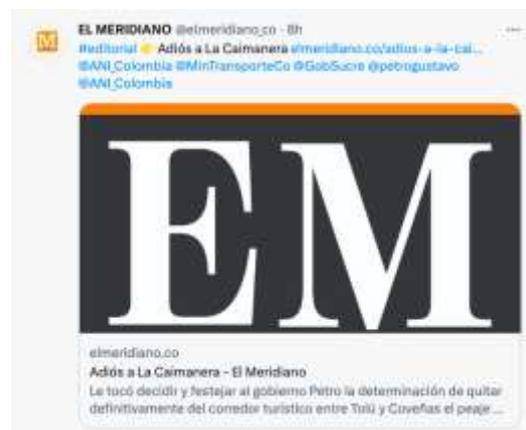 M
EL MERIDIANO @elmeridiano_co · 8h
#editorial 👉 Adiós a La Caimanera elmeridiano.co/adios-a-la-cai...
@ANI_Colombia @MinTransporteCo @GobSucre @petrogustavo
@ANI_Colombia
EM
elmeridiano.co
Adiós a La Caimanera - El Meridiano
Le tocó decidir y festejar al gobierno Petro la determinación de quitar
definitivamente del corredor turístico entre Tolú y Coveñas el peaje ...